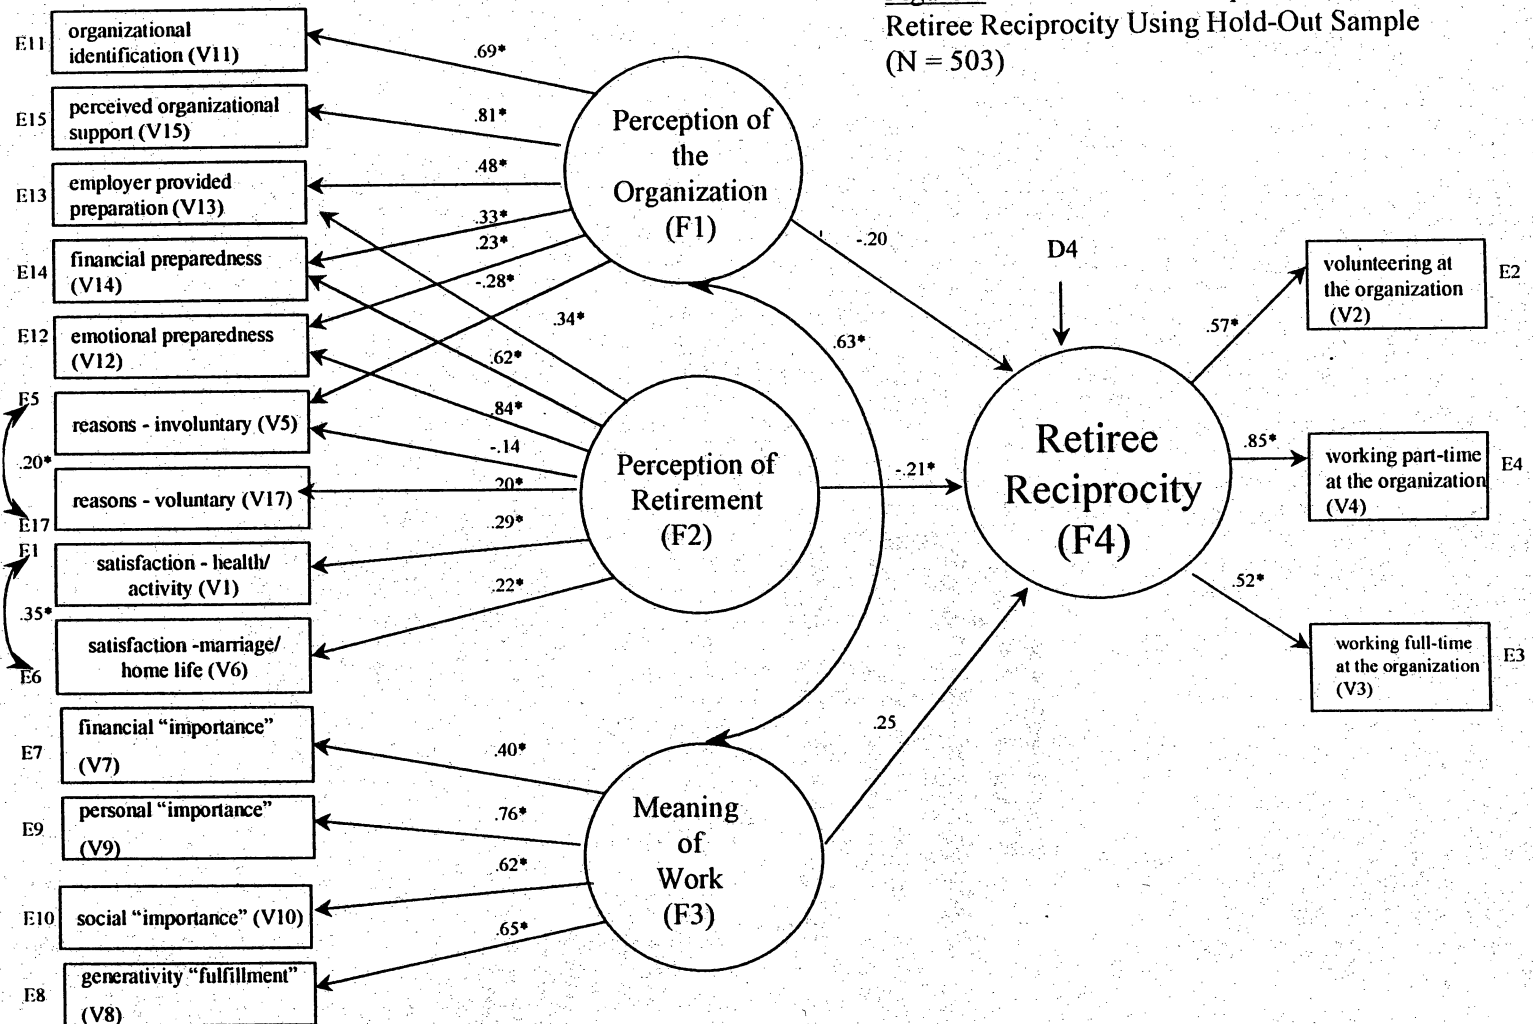 Retiree Reciprocity Using Hold-Out Sample
(N = 503)
E11
organizational
identification (V11)
.69*
E15
perceived organizational
support (V15)
.81*
E13
employer provided
preparation (V13)
.48*
E14
financial preparedness
(V14)
.33*
.23*
-.28*
E12
emotional preparedness
(V12)
.34*
.62*
E5
reasons - involuntary (V5)
.84*
-.14
.20*
reasons - voluntary (V17)
.20*
E17
.29*
E1
satisfaction - health/
activity (V1)
.22*
.35*
satisfaction -marriage/
home life (V6)
E6
E7
financial “importance”
(V7)
.40*
E9
personal “importance”
(V9)
.76*
E10
social “importance” (V10)
.62*
E8
generativity “fulfillment”
(V8)
.65*
Perception of
the
Organization
(F1)
Perception of
Retirement
(F2)
Meaning
of
Work
(F3)
-.20
.63*
-.21*
.25
D4
Retiree
Reciprocity
(F4)
.57*
volunteering at
the organization
(V2)
E2
.85*
working part-time
at the organization
(V4)
E4
.52*
working full-time
at the organization
(V3)
E3